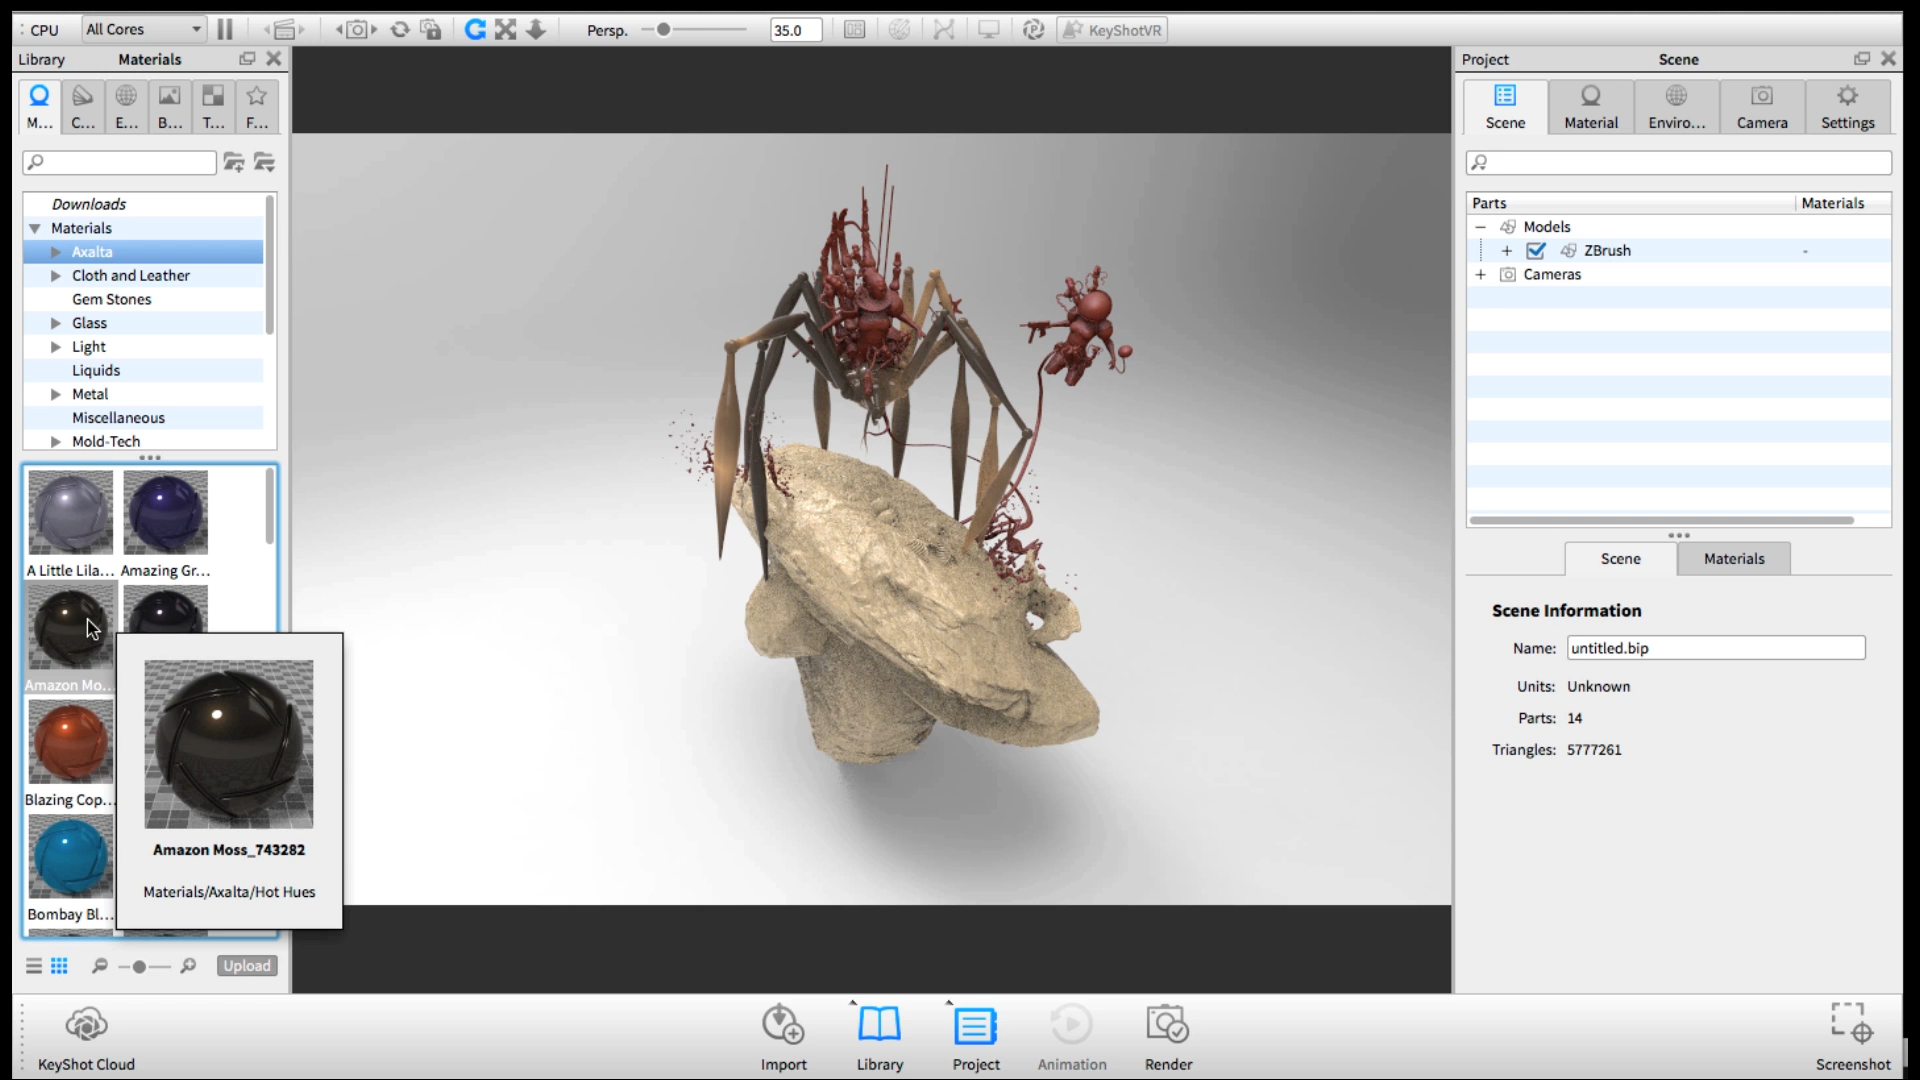 CPU
All Cores
Persp.
35.0
KeyShotVR
Library
Materials
M...
C...
E...
B...
T...
F...
Downloads
Materials
Axalta
Cloth and Leather
Gem Stones
Glass
Light
Liquids
Metal
Miscellaneous
Mold-Tech
A Little Lila...
Amazing Gr...
Amazon Mo...
Blazing Cop...
Bombay Bl...
Amazon Moss_743282
Materials/Axalta/Hot Hues
Upload
Project
Scene
Scene
Material
Enviro...
Camera
Settings
Parts
Materials
Models
ZBrush
-
Cameras
Scene
Materials
Scene Information
Name: untitled.bip
Units: Unknown
Parts: 14
Triangles: 5777261
KeyShot Cloud
Import
Library
Project
Animation
Render
Screenshot